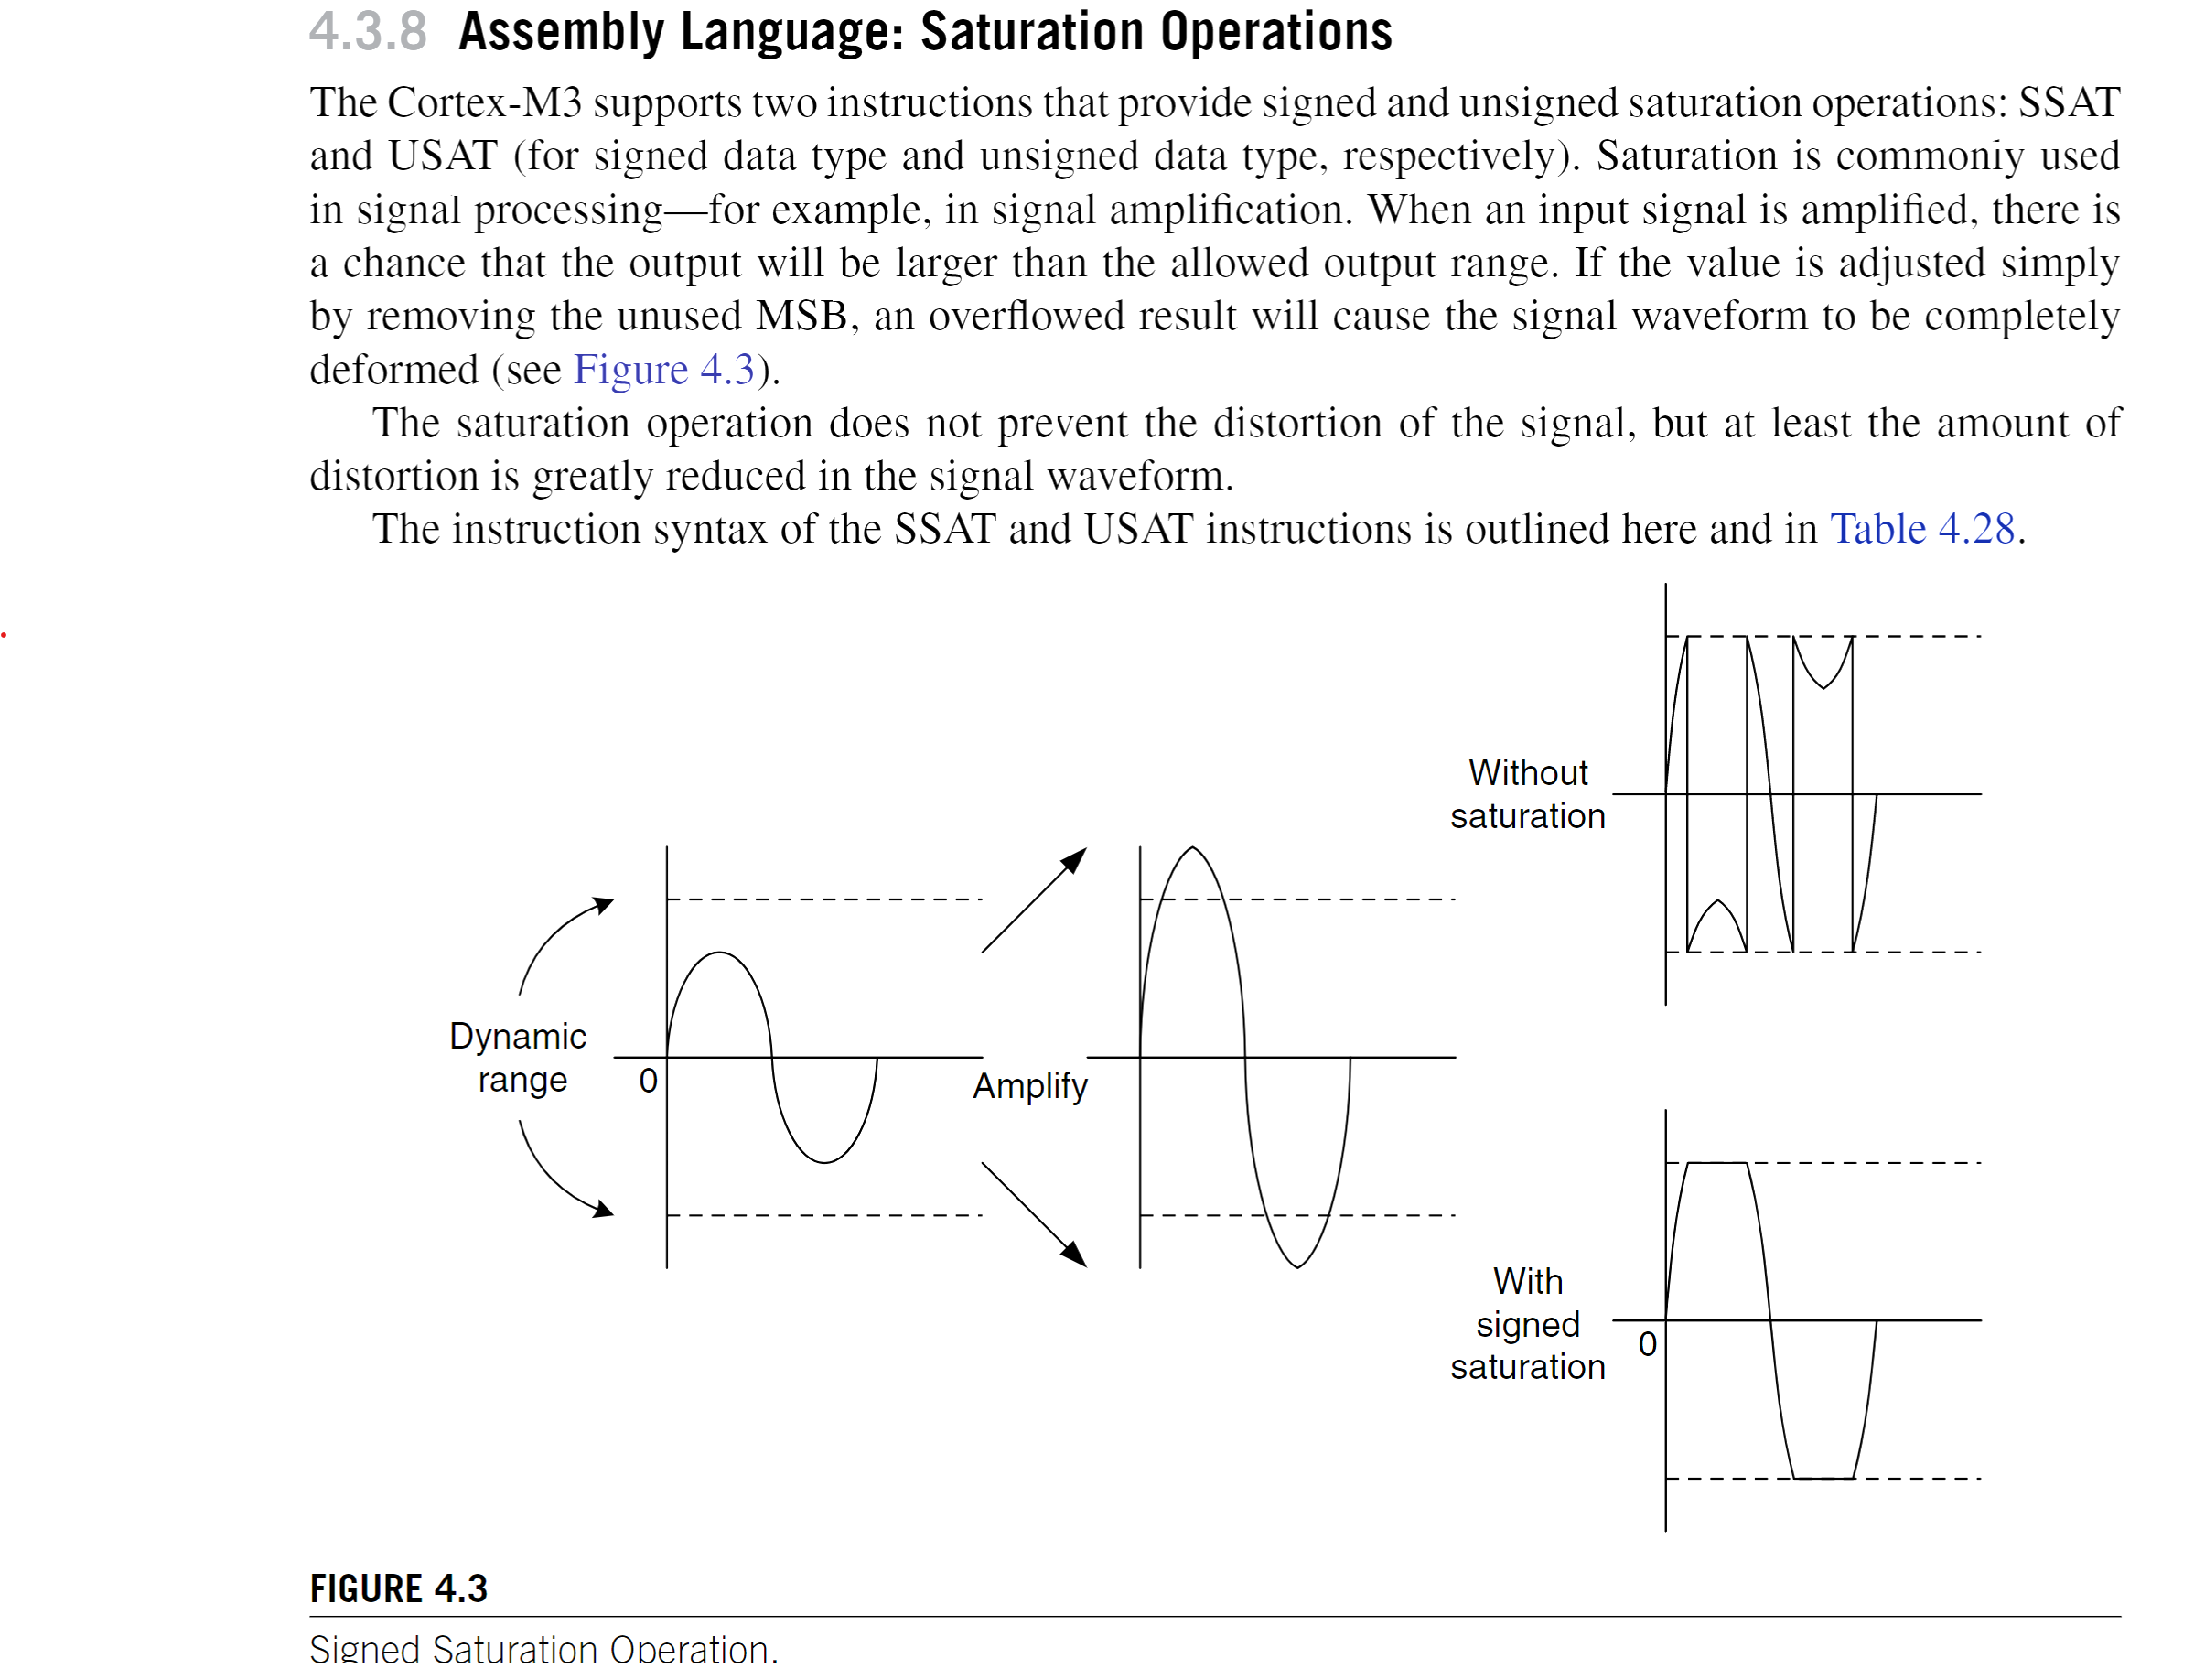 4.3.8 Assembly Language: Saturation Operations
The Cortex-M3 supports two instructions that provide signed and unsigned saturation operations: SSAT
and USAT (for signed data type and unsigned data type, respectively). Saturation is commonly used
in signal processing—for example, in signal amplification. When an input signal is amplified, there is
a chance that the output will be larger than the allowed output range. If the value is adjusted simply
by removing the unused MSB, an overflowed result will cause the signal waveform to be completely
deformed (see Figure 4.3).
The saturation operation does not prevent the distortion of the signal, but at least the amount of
distortion is greatly reduced in the signal waveform.
The instruction syntax of the SSAT and USAT instructions is outlined here and in Table 4.28.
Without
saturation
Dynamic
range
0
Amplify
With
signed
saturation
0
FIGURE 4.3
Signed Saturation Operation.